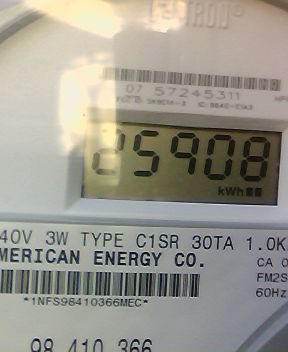 07 57245311
25908
kWh
40V 3W TYPE C1SR 30TA 1.0K
MERICAN ENERGY CO.
CA 0
FM2S
60Hz
*1NFS98410366MEC*
98 410 366